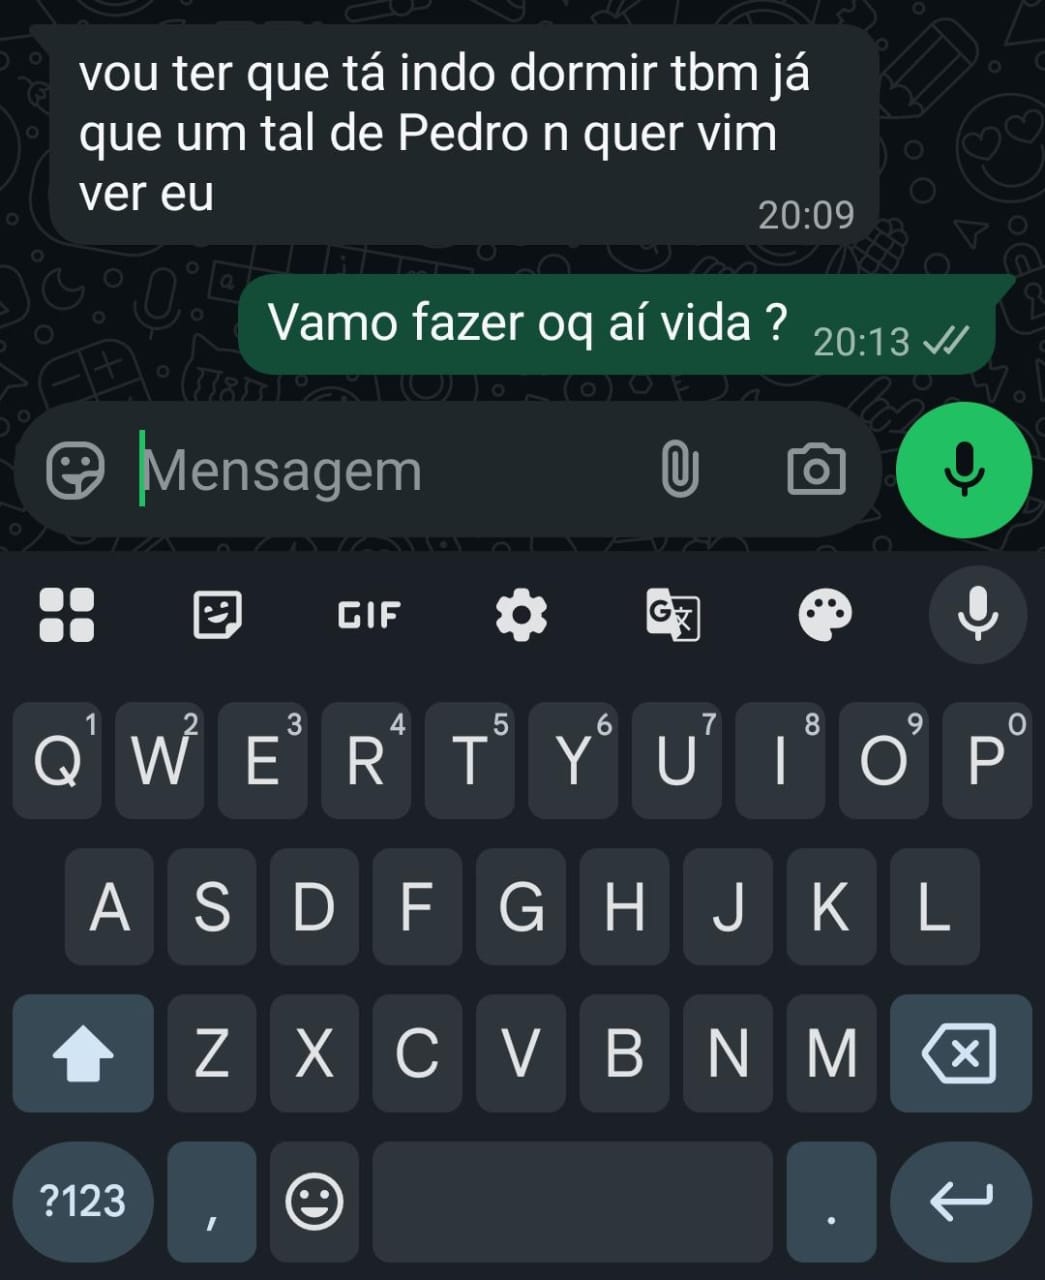 vou ter que tá indo dormir tbm já
que um tal de Pedro n quer vim
ver eu
20:09
Vamo fazer oq aí vida ?
20:13
Mensagem
GIF
G
1 2 3 4 5 6 7 8 9 0
Q W E R T Y U I O P
A S D F G H J K L
Z X C V B N M
?123 , .